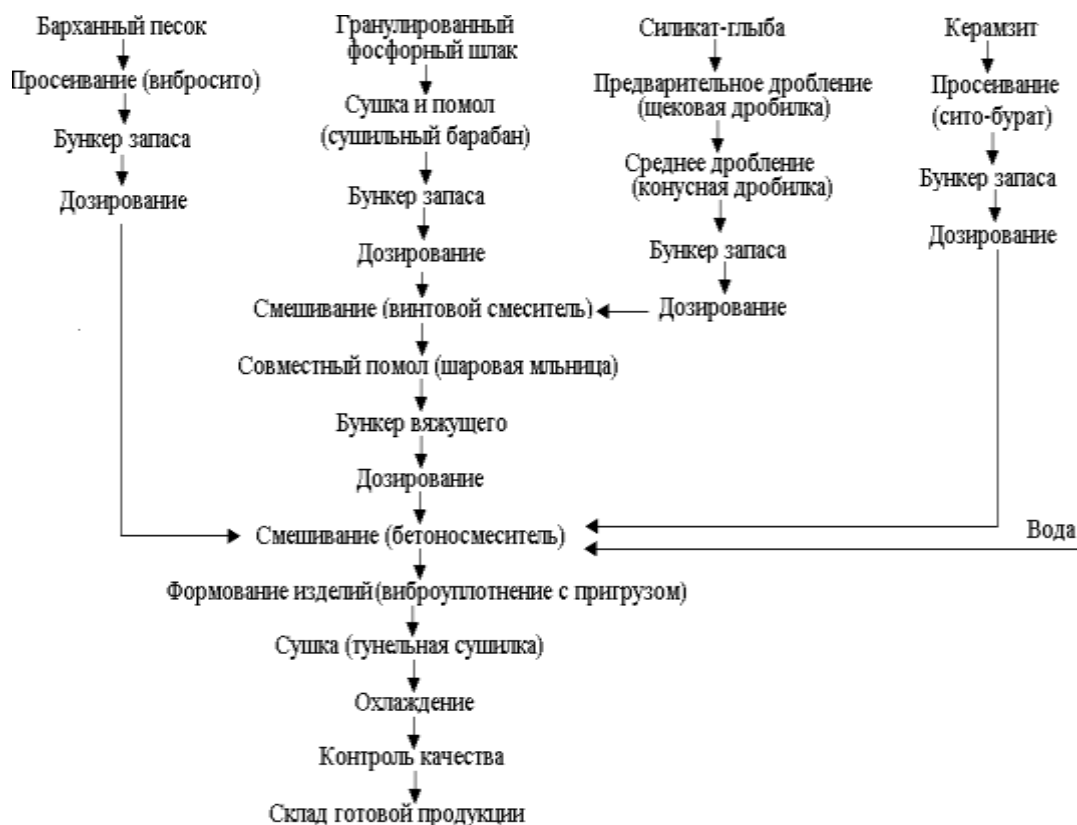 Барханный песок
Просеивание (вибросито)
Бункер запаса
Дозирование
Гранулированный
фосфорный шлак
Сушка и помол
(сушильный барабан)
Бункер запаса
Дозирование
Смешивание (винтовой смеситель)
Совместный помол (шаровая мльница)
Бункер вяжущего
Дозирование
Смешивание (бетоносмеситель)
Формование изделий (виброуплотнение с пригрузом)
Сушка (тунельная сушилка)
Охлаждение
Контроль качества
Склад готовой продукции
Силикат-глыба
Предварительное дробление
(щековая дробилка)
Среднее дробление
(конусная дробилка)
Бункер запаса
Дозирование
Керамзит
Просеивание
(сито-бурат)
Бункер запаса
Дозирование
Вода